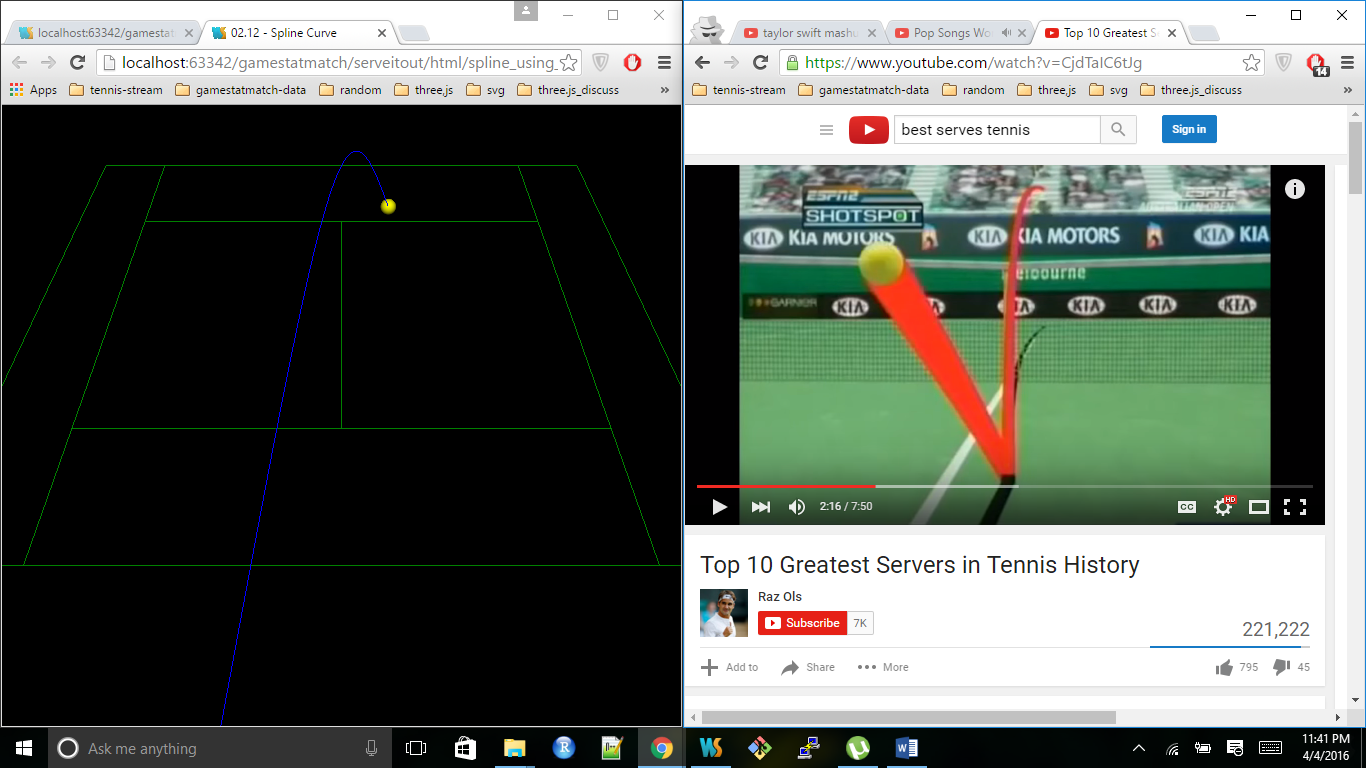 localhost:63342/gamestat
02.12 - Spline Curve
localhost:63342/gamestatmatch/serveitout/html/spline_using_
Apps tennis-stream gamestatmatch-data random three.js svg three.js_discuss »
taylor swift mashu
Pop Songs Wo
Top 10 Greatest Se
https://www.youtube.com/watch?v=CjdTaIC6tJg
14
tennis-stream gamestatmatch-data random three.js svg three.js_discuss »
best serves tennis
Sign in
ESPN2
SHOTSPOT
ESPN2
AUSTRALIAN OPEN
KIA KIA MOTORS KIA KIA MOTORS KIA KIA
melbourne
GARNIER KIA KIA KIA KIA KIA
2:16 / 7:50
CC
HD
Top 10 Greatest Servers in Tennis History
Raz Ols
Subscribe 7K
221,222
Add to Share More 795 45
Ask me anything
11:41 PM
4/4/2016